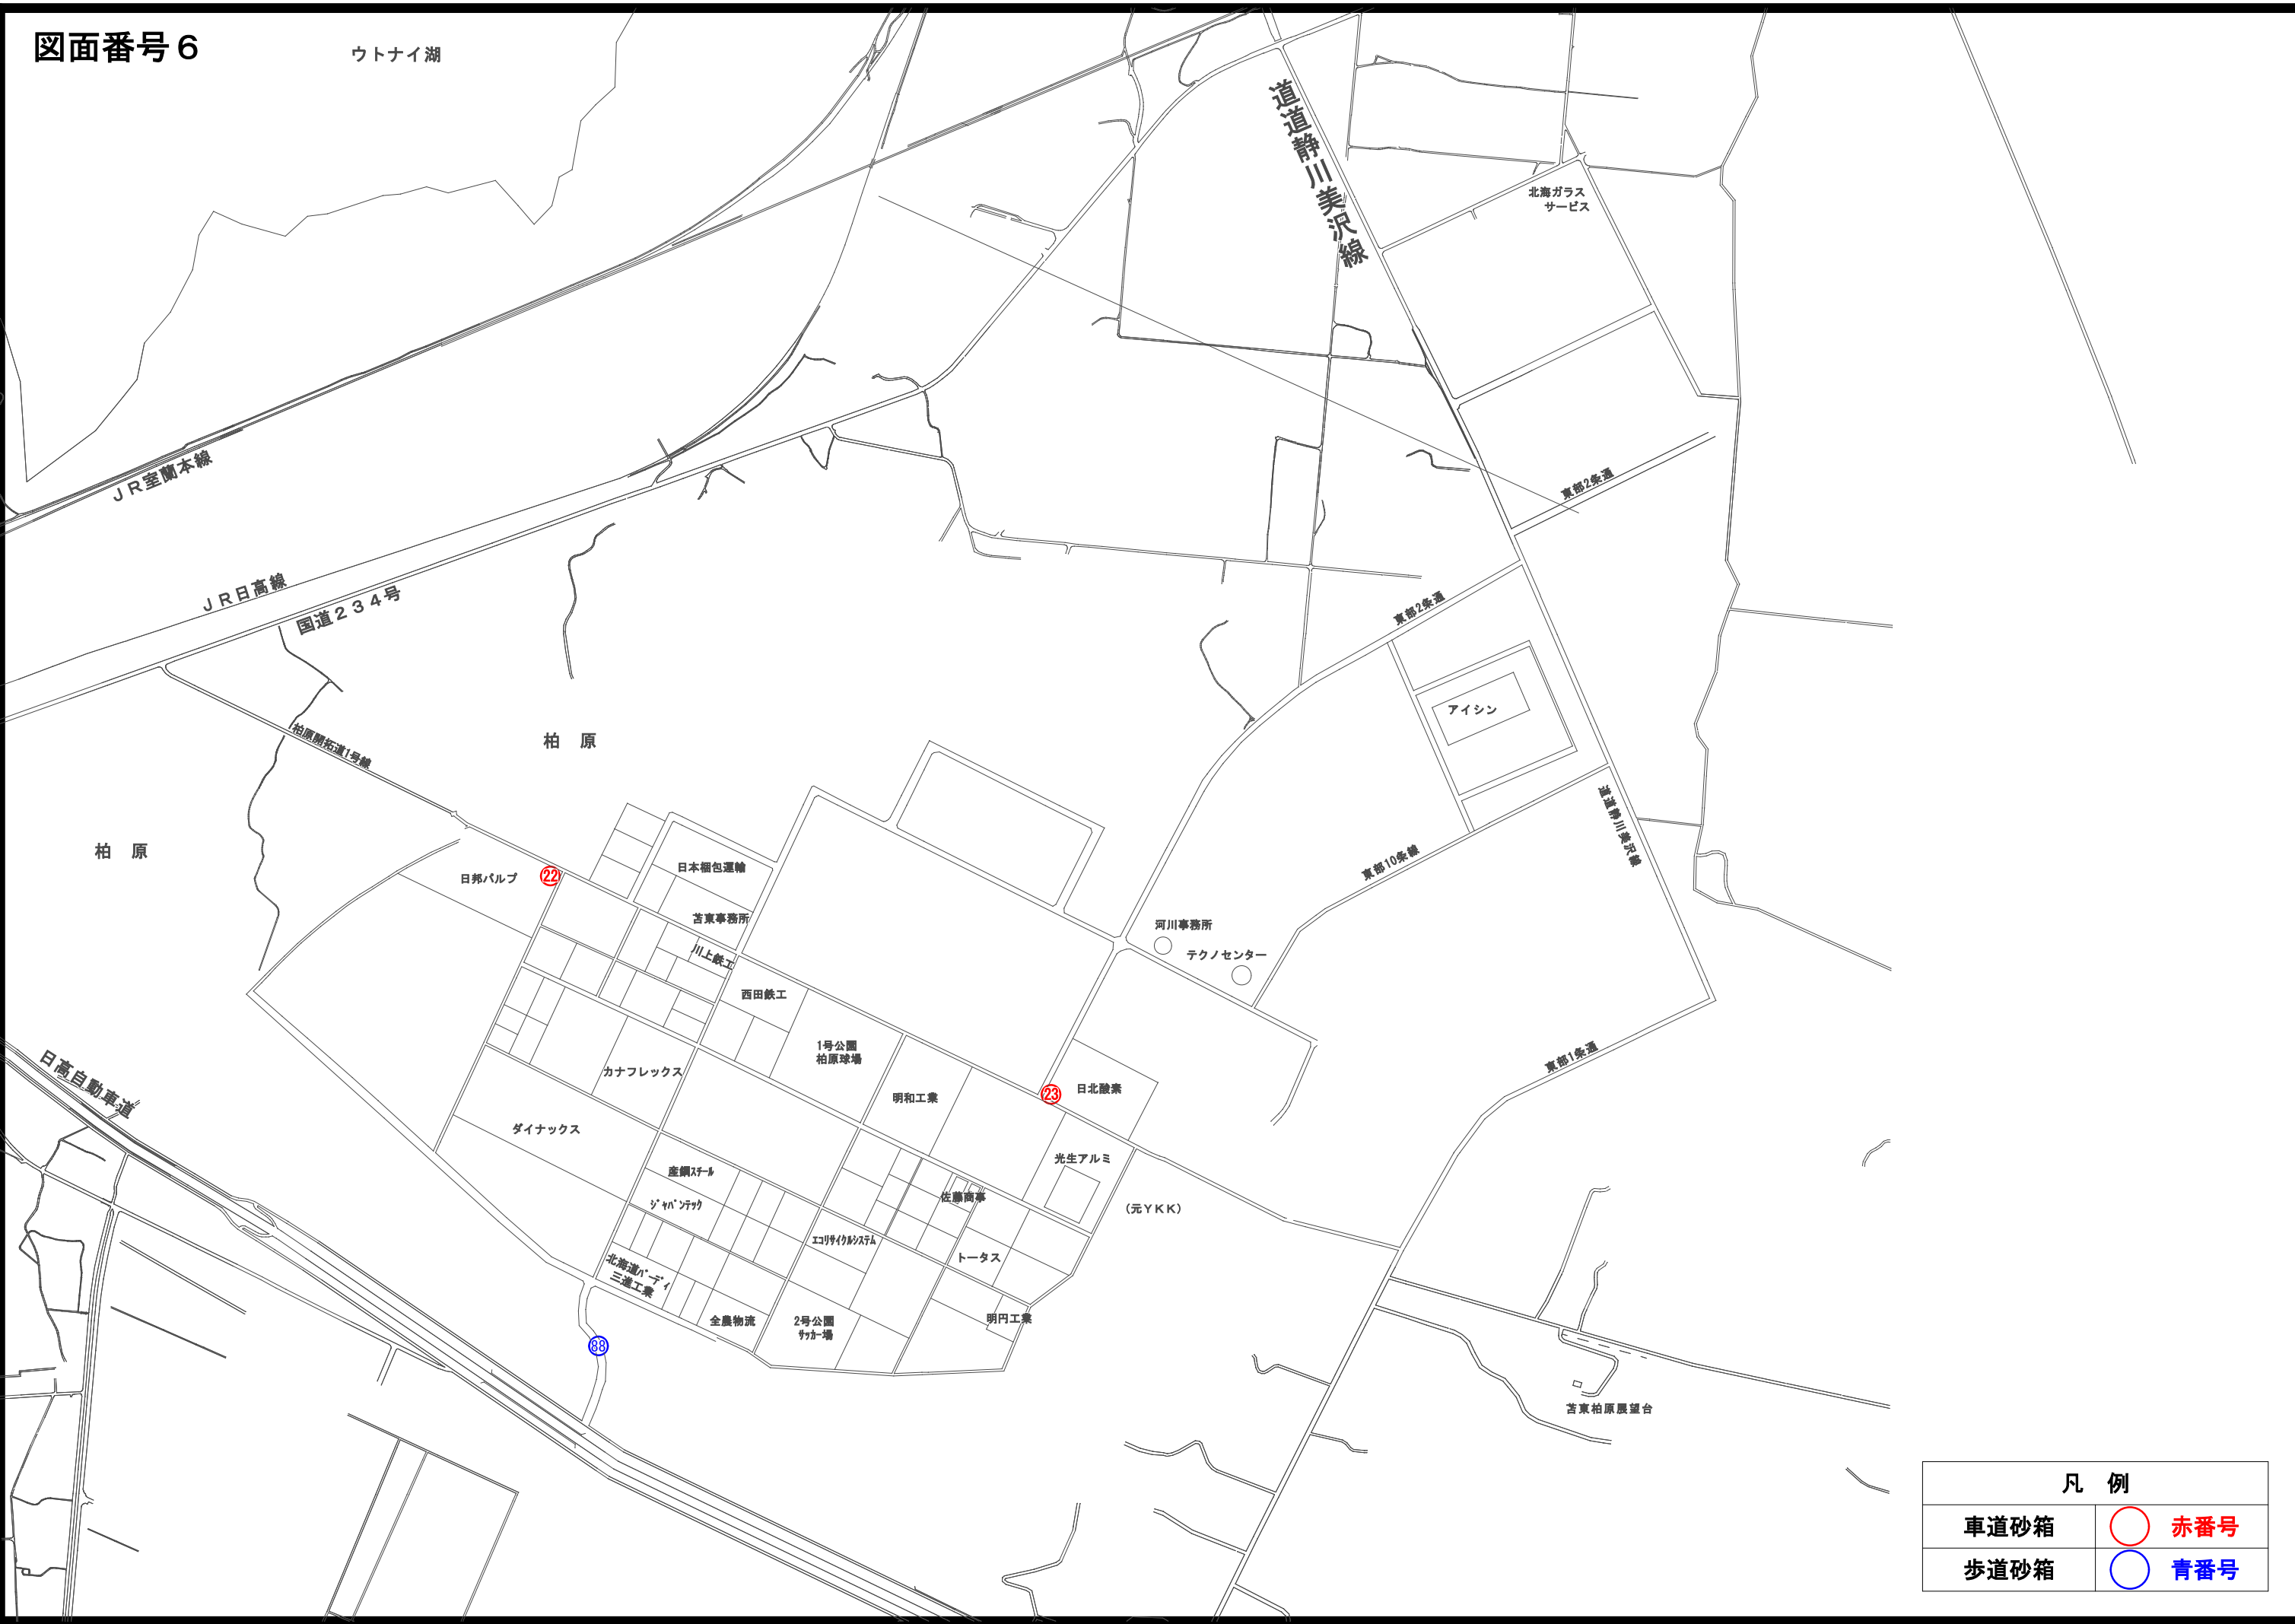 図面番号６
ウトナイ湖
道道静川美沢線
北海ガラス
サービス
ＪＲ室蘭本線
東部2条通
ＪＲ日高線
国道２３４号
東部2条通
アイシン
柏　原
柏原開拓道1号線
道道静川美沢線
柏　原
東部10条線
日本梱包運輸
日邦バルブ
22
苫東事務所
河川事務所
テクノセンター
川上鉄工
西田鉄工
1号公園
柏原球場
東部1条通
カナフレックス
日高自動車道
明和工業
23
日北酸素
ダイナックス
光生アルミ
産鋼ｽﾁｰﾙ
佐藤商事
ｼﾞｬﾊﾟﾝﾃｯｸ
（元ＹＫＫ）
ｴｺﾘｻｲｸﾙｼｽﾃﾑ
トータス
北海道ﾊﾞｰﾃﾞｨ
三進工業
全農物流
2号公園
ｻｯｶｰ場
明円工業
88
苫東柏原展望台
凡　例
車道砂箱
赤番号
歩道砂箱
青番号